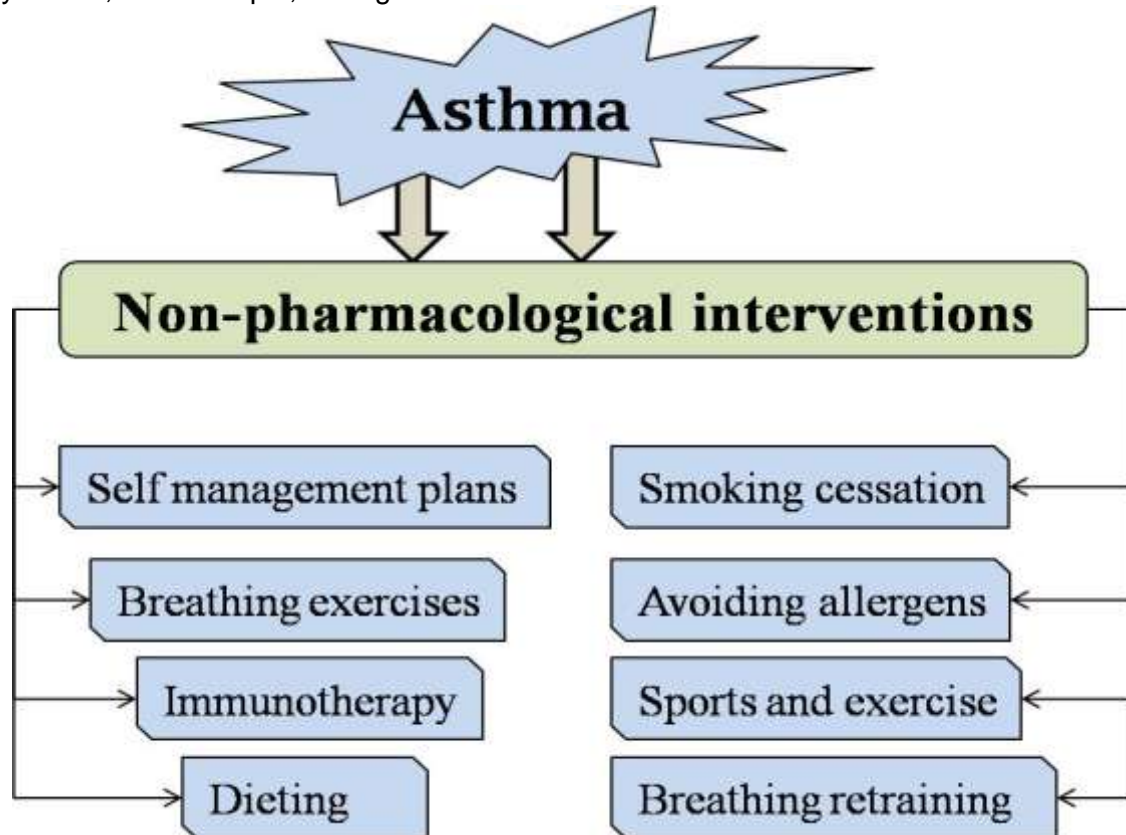 Asthma
Non-pharmacological interventions
Self management plans
Breathing exercises
Immunotherapy
Dieting
Smoking cessation
Avoiding allergens
Sports and exercise
Breathing retraining